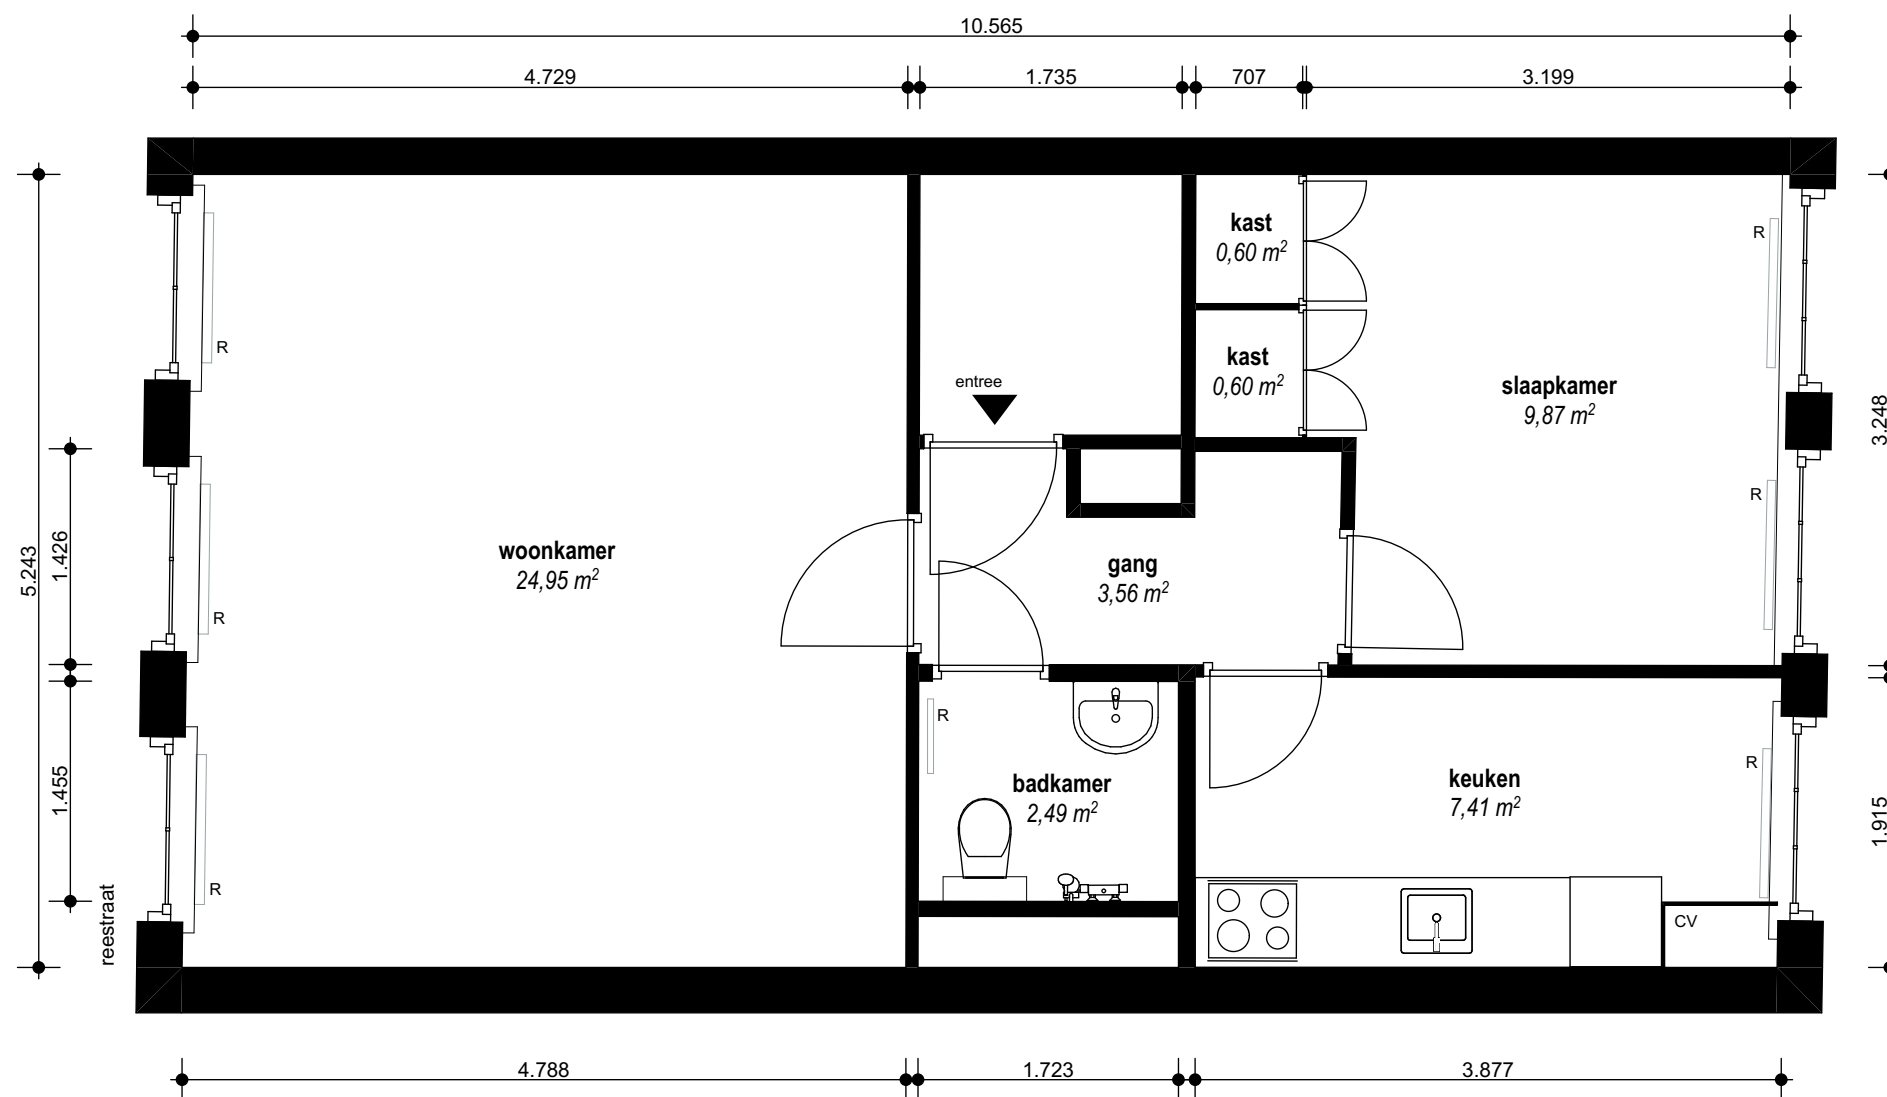 10.565
4.729
1.735
707
3.199
kast
0,60 m²
R
kast
0,60 m²
R
entree
slaapkamer
9,87 m²
3.248
R
5.243
1.426
woonkamer
24,95 m²
gang
3,56 m²
R
R
badkamer
2,49 m²
keuken
7,41 m²
R
1.455
1.915
R
reestraat
CV
4.788
1.723
3.877